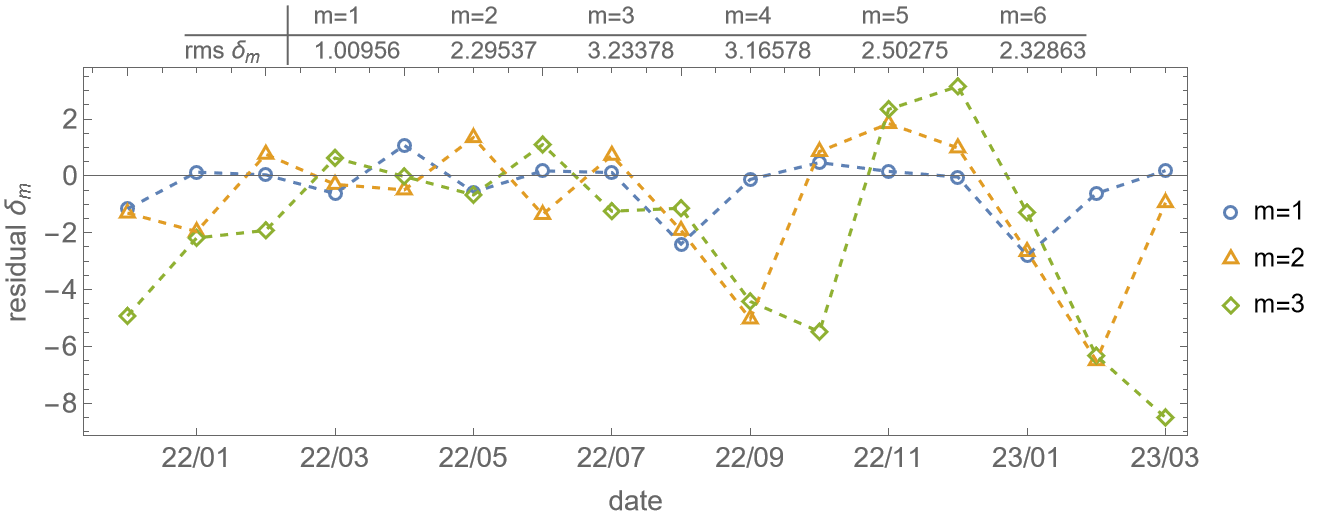 m=1 m=2 m=3 m=4 m=5 m=6
rms δm 1.00956 2.29537 3.23378 3.16578 2.50275 2.32863
residual δm
2
0
−2
−4
−6
−8
22/01 22/03 22/05 22/07 22/09 22/11 23/01 23/03
date
m=1
m=2
m=3